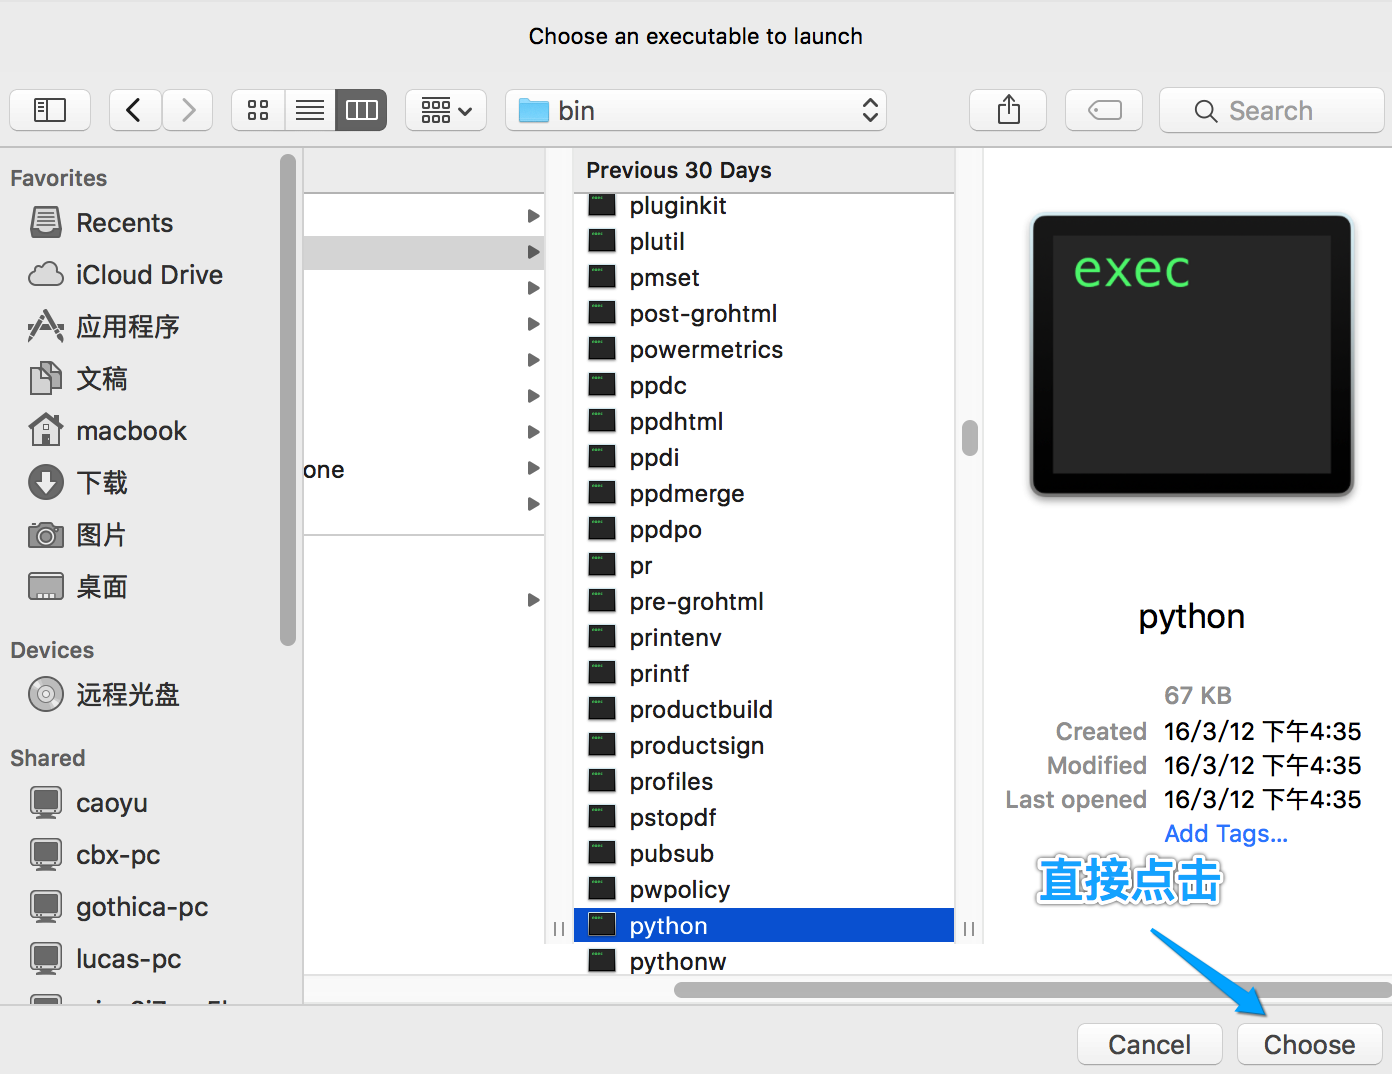 Choose an executable to launch
bin
Search
Favorites
Recents
iCloud Drive
应用程序
文稿
macbook
下载
图片
桌面
Devices
远程光盘
Shared
caoyu
cbx-pc
gothica-pc
lucas-pc
one
Previous 30 Days
pluginkit
plutil
pmset
post-grohtml
powermetrics
ppdc
ppdhtml
ppdi
ppdmerge
ppdpo
pr
pre-grohtml
printenv
printf
productbuild
productsign
profiles
pstopdf
pubsub
pwpolicy
python
pythonw
exec
python
67 KB
Created 16/3/12 下午4:35
Modified 16/3/12 下午4:35
Last opened 16/3/12 下午4:35
Add Tags...
直接点击
Cancel
Choose